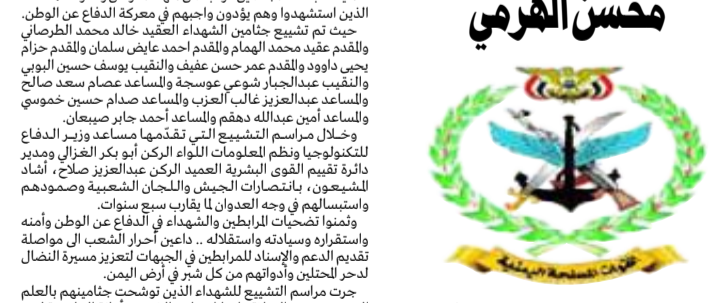 الذين استشهدوا وهم يؤدون واجبهم في معركة الدفاع عن الوطن.
حيث تم تشييع جثامين الشهداء العقيد خالد محمد الطرصاني
والمقدم عقيد محمد الهمام والمقدم احمد عايض سلمان والمقدم حزام
يحيى داوود والمقدم عمر حسن عفيف والنقيب يوسف حسين البوبي
والنقيب عبدالجبار شوعي عوسجة والمساعد عصام سعد صالح
والمساعد عبدالعزيز غالب العزب والمساعد صدام حسين خموسي
والمساعد أمين عبدالله دهقم والمساعد أحمد جابر صيبعان.
وخلال مراسم التشييع التي تقدّمها مساعد وزير الدفاع
للتكنولوجيا ونظم المعلومات اللواء الركن أبو بكر الغزالي ومدير
دائرة تقييم القوى البشرية العميد الركن عبدالعزيز صلاح، أشاد
المشيعون، بانتصارات الجيش واللجان الشعبية وصمودهم
واستبسالهم في وجه العدوان لما يقارب سبع سنوات.
وثمنوا تضحيات المرابطين والشهداء في الدفاع عن الوطن وأمنه
واستقراره وسيادته واستقلاله .. داعين أحرار الشعب الى مواصلة
تقديم الدعم والإسناد للمرابطين في الجبهات لتعزيز مسيرة النضال
لدحر المحتلين وأدواتهم من كل شبر في أرض اليمن.
جرت مراسم التشييع للشهداء الذين توشحت جثامينهم بالعلم
محسن الهرمي
القوات المسلحة اليمنية